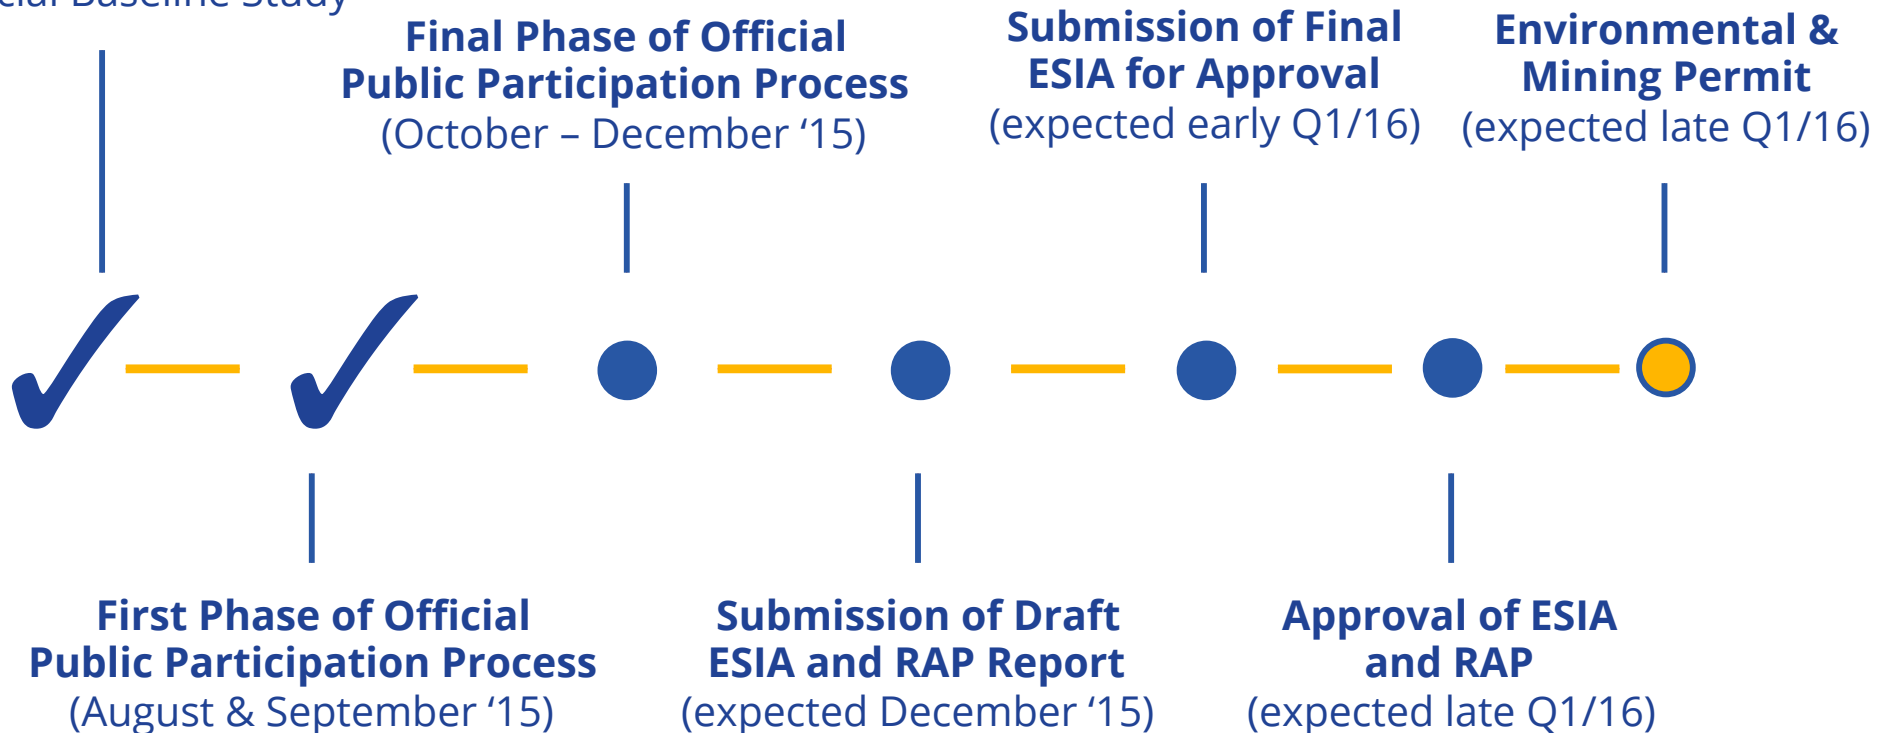 Baseline Study
Final Phase of Official
Public Participation Process
(October – December ‘15)
Submission of Final
ESIA for Approval
(expected early Q1/16)
Environmental &
Mining Permit
(expected late Q1/16)
First Phase of Official
Public Participation Process
(August & September ‘15)
Submission of Draft
ESIA and RAP Report
(expected December ‘15)
Approval of ESIA
and RAP
(expected late Q1/16)